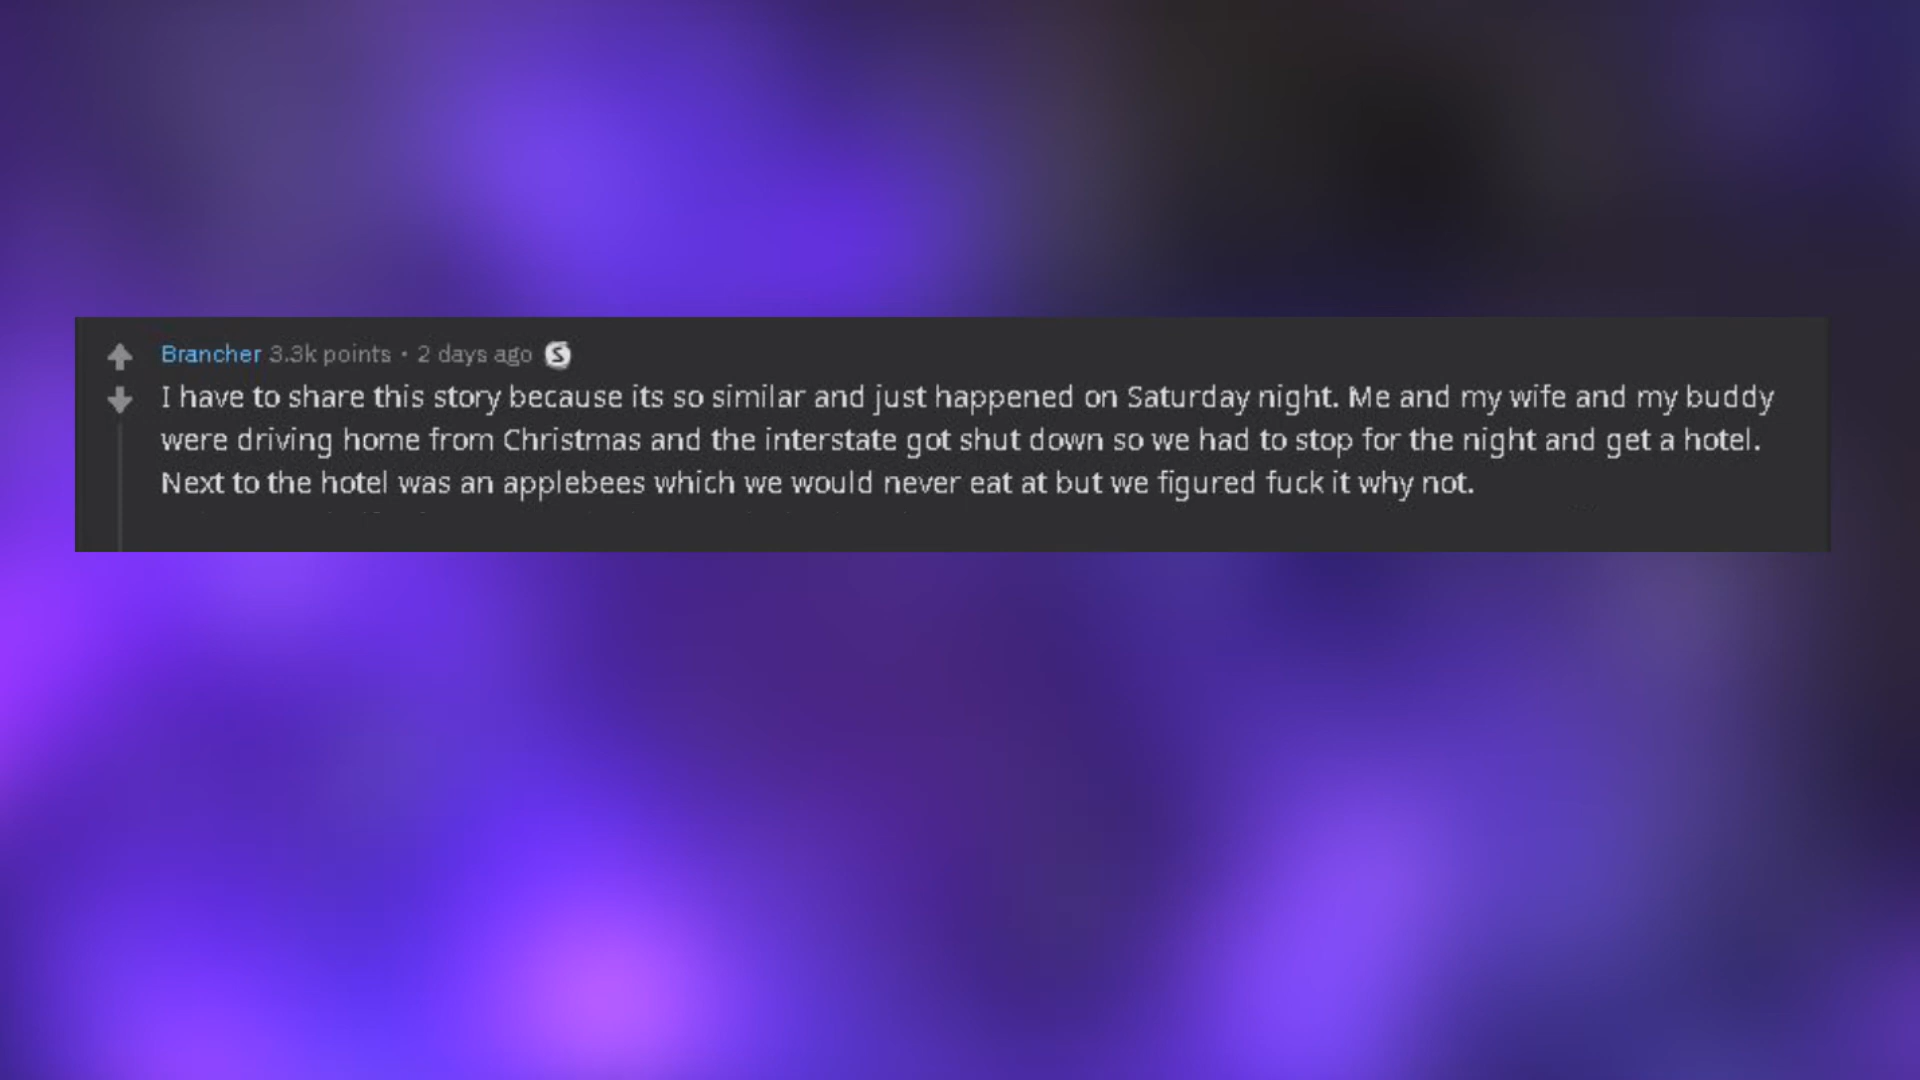 Brancher 3.3k points • 2 days ago S
I have to share this story because its so similar and just happened on Saturday night. Me and my wife and my buddy
were driving home from Christmas and the interstate got shut down so we had to stop for the night and get a hotel.
Next to the hotel was an applebees which we would never eat at but we figured fuck it why not.